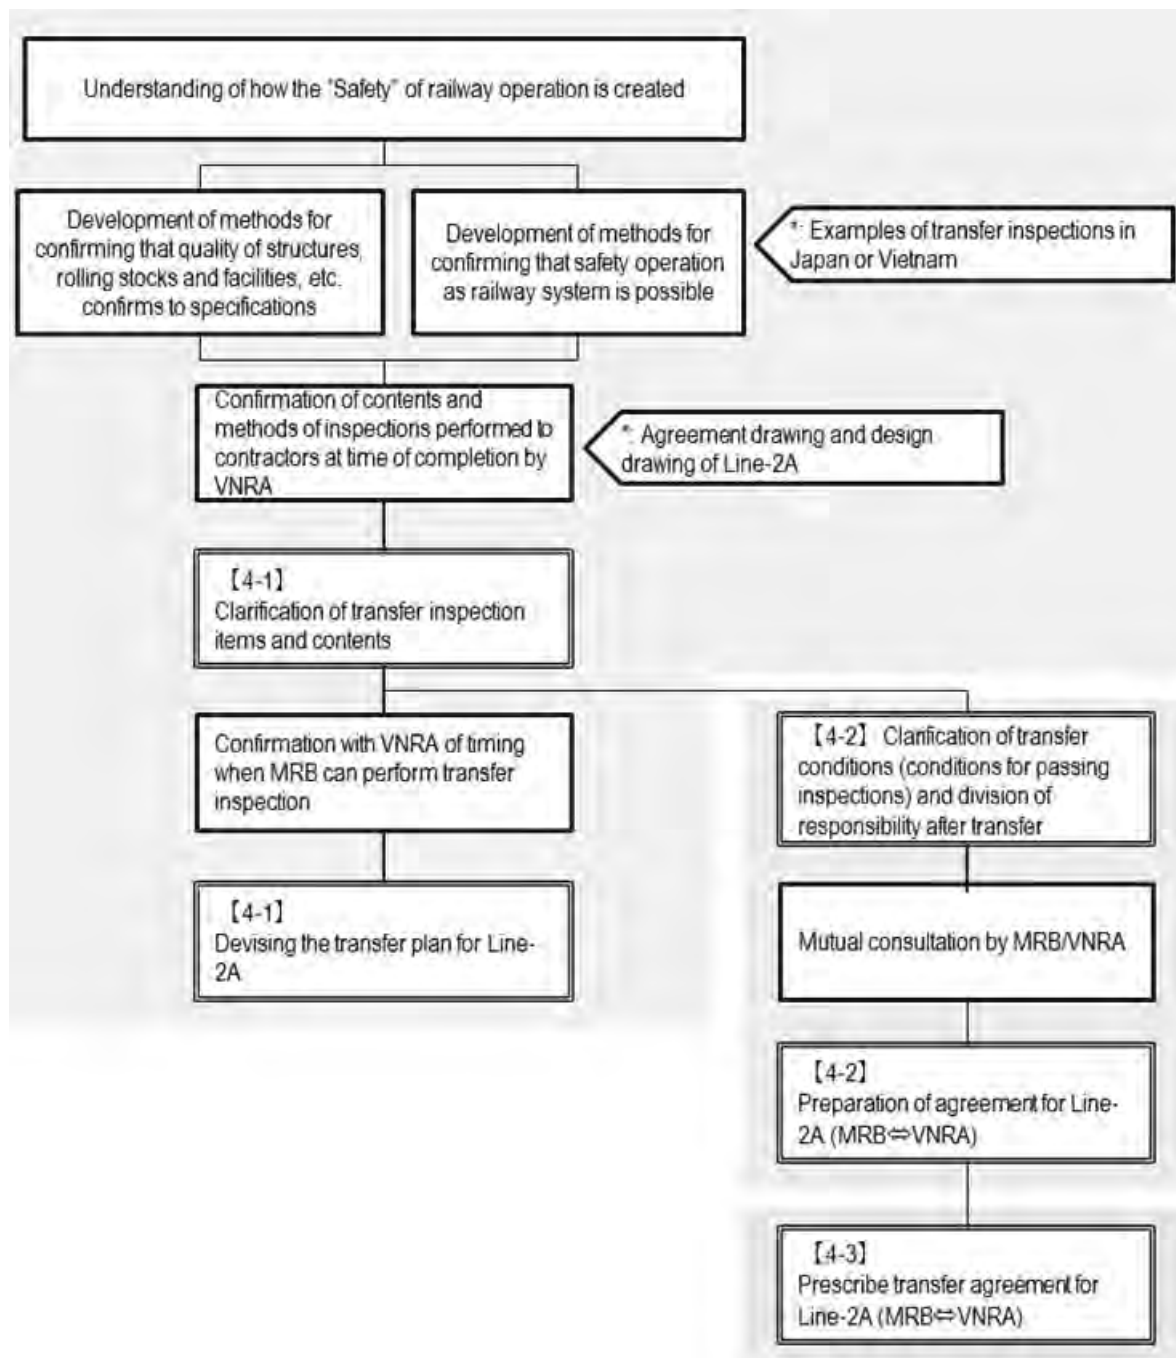 Understanding of how the "Safety" of railway operation is created
Development of methods for
confirming that quality of structures,
rolling stocks and facilities, etc.
confirms to specifications
Development of methods for
confirming that safety operation
as railway system is possible
*: Examples of transfer inspections in
Japan or Vietnam
Confirmation of contents and
methods of inspections performed to
contractors at time of completion by
VNRA
*: Agreement drawing and design
drawing of Line-2A
【4-1】
Clarification of transfer inspection
items and contents
Confirmation with VNRA of timing
when MRB can perform transfer
inspection
【4-2】 Clarification of transfer
conditions (conditions for passing
inspections) and division of
responsibility after transfer
【4-1】
Devising the transfer plan for Line-
2A
Mutual consultation by MRB/VNRA
【4-2】
Preparation of agreement for Line-
2A (MRB⇔VNRA)
【4-3】
Prescribe transfer agreement for
Line-2A (MRB⇔VNRA)